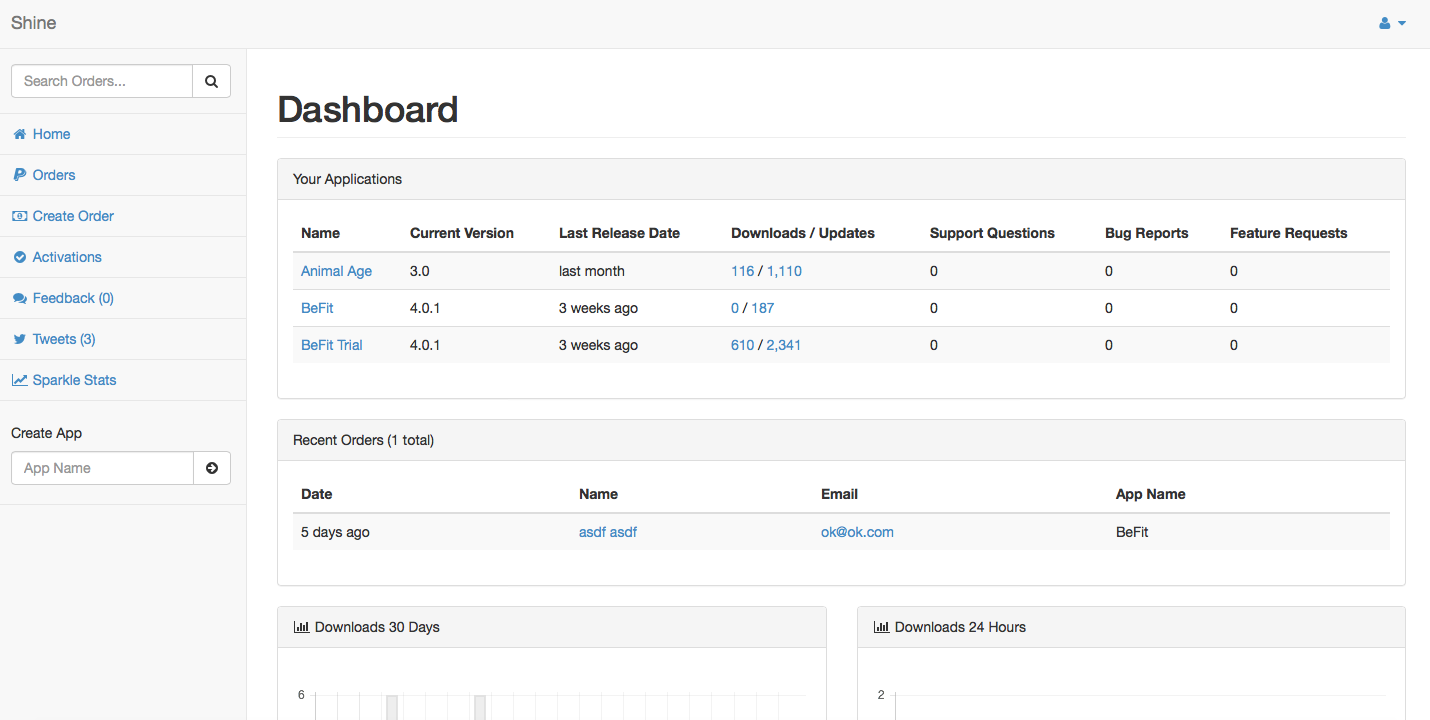 Shine
Search Orders...
Home
Orders
Create Order
Activations
Feedback (0)
Tweets (3)
Sparkle Stats
Create App
App Name
Dashboard
Your Applications
Name Current Version Last Release Date Downloads / Updates Support Questions Bug Reports Feature Requests
Animal Age 3.0 last month 116 / 1,110 0 0 0
BeFit 4.0.1 3 weeks ago 0 / 187 0 0 0
BeFit Trial 4.0.1 3 weeks ago 610 / 2,341 0 0 0
Recent Orders (1 total)
Date Name Email App Name
5 days ago asdf asdf ok@ok.com BeFit
Downloads 30 Days
6
Downloads 24 Hours
2